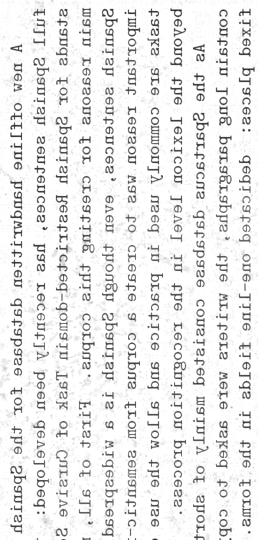 A new offline handwritten database for the Spanish
full Spanish sentences, has recently been developed:
stands for Spanish Restricted-domain Task of Cursive Sc
main reasons for creating this corpus. First of all, m
Spanish sentences, even though Spanish is a widespread
important reason was to create a corpus from semantic-
tasks are commonly used in practice and allow the use
beyond the lexical level in the recognition process.
As the Spartacus database consisted mainly of short
contain long paragraphs, the writers were asked to cop
fixed places: dedicated one-line fields in the forms.